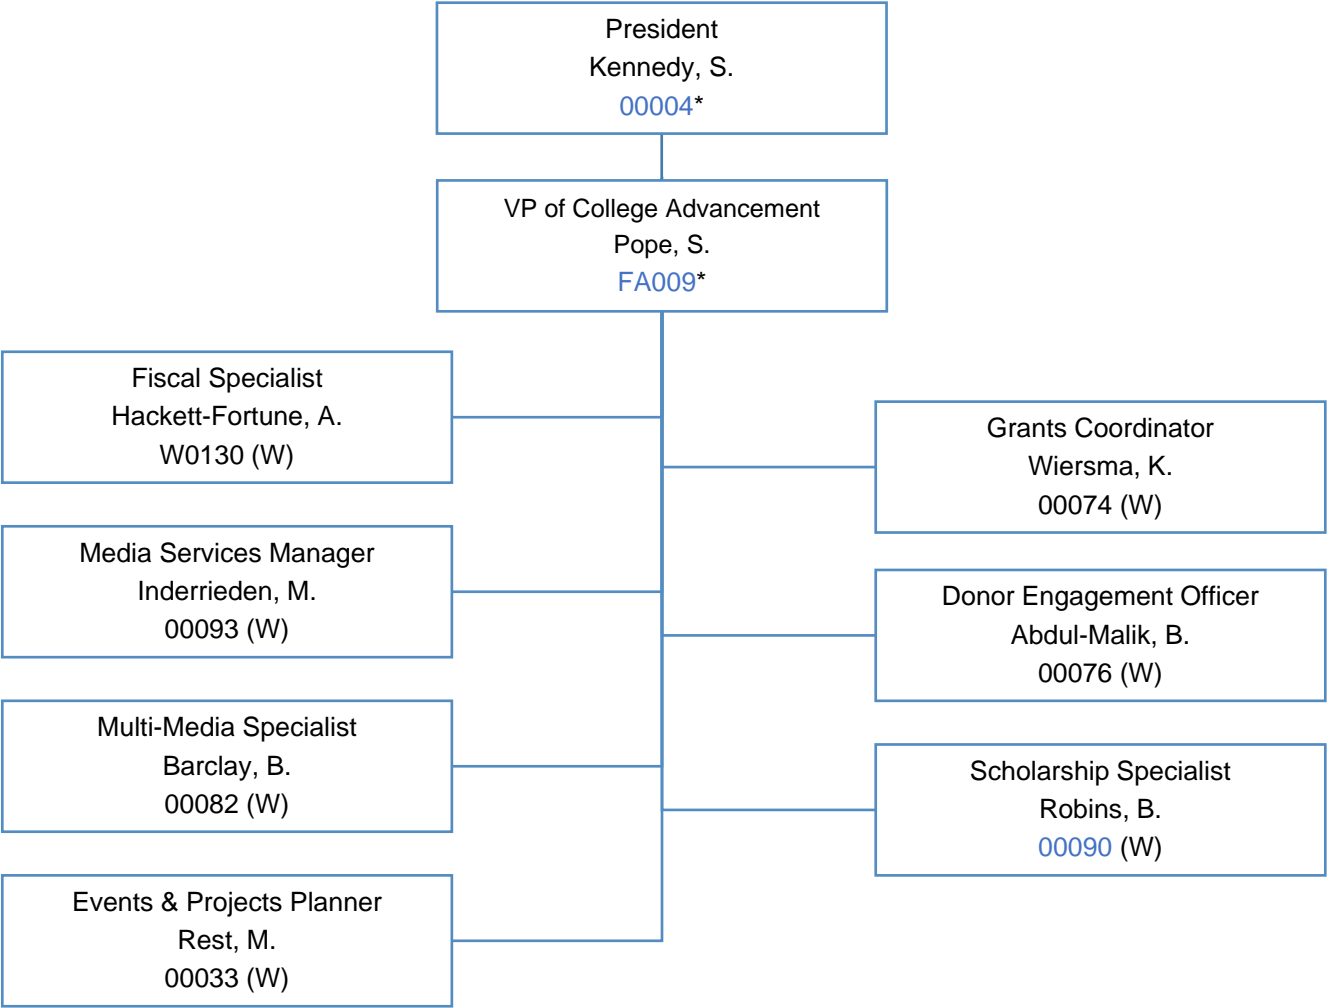 President
Kennedy, S.
00004*
VP of College Advancement
Pope, S.
FA009*
Fiscal Specialist
Hackett-Fortune, A.
W0130 (W)
Grants Coordinator
Wiersma, K.
00074 (W)
Media Services Manager
Inderrieden, M.
00093 (W)
Donor Engagement Officer
Abdul-Malik, B.
00076 (W)
Multi-Media Specialist
Barclay, B.
00082 (W)
Scholarship Specialist
Robins, B.
00090 (W)
Events & Projects Planner
Rest, M.
00033 (W)